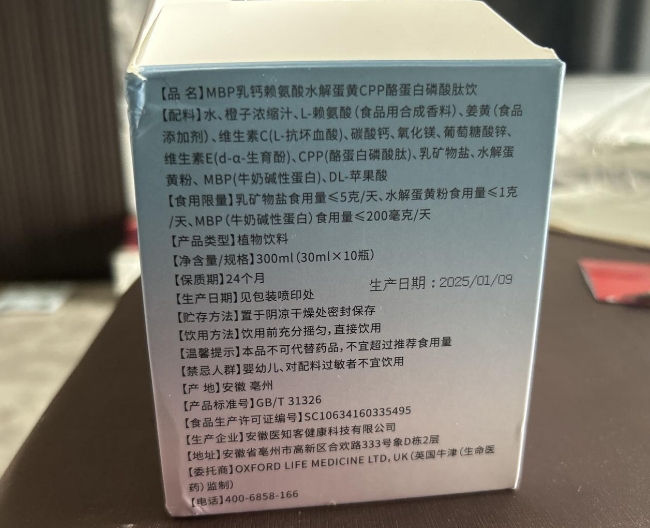 【品 名】MBP乳钙赖氨酸水解蛋黄CPP酪蛋白磷酸肽饮
【配料】水、橙子浓缩汁、L-赖氨酸（食品用合成香料）、姜黄（食品
添加剂）、维生素C(L-抗坏血酸)、碳酸钙、氧化镁、葡萄糖酸锌、
维生素E(d-α-生育酚)、CPP(酪蛋白磷酸肽)、乳矿物盐、水解蛋
黄粉、MBP(牛奶碱性蛋白)、DL-苹果酸
【食用限量】乳矿物盐食用量≤5克/天、水解蛋黄粉食用量≤1克
/天、MBP（牛奶碱性蛋白）食用量≤200毫克/天
【产品类型】植物饮料
【净含量/规格】300ml（30ml×10瓶）
【保质期】24个月
【生产日期】见包装喷印处
生产日期：2025/01/09
【贮存方法】置于阴凉干燥处密封保存
【饮用方法】饮用前充分摇匀，直接饮用
【温馨提示】本品不可代替药品，不宜超过推荐食用量
【禁忌人群】婴幼儿、对配料过敏者不宜饮用
【产 地】安徽 亳州
【产品标准号】GB/T 31326
【食品生产许可证编号】SC10634160335495
【生产企业】安徽医知客健康科技有限公司
【地址】安徽省亳州市高新区合欢路333号象D栋2层
【委托商】OXFORD LIFE MEDICINE LTD, UK（英国牛津（生命医
药）监制）
【电话】400-6858-166